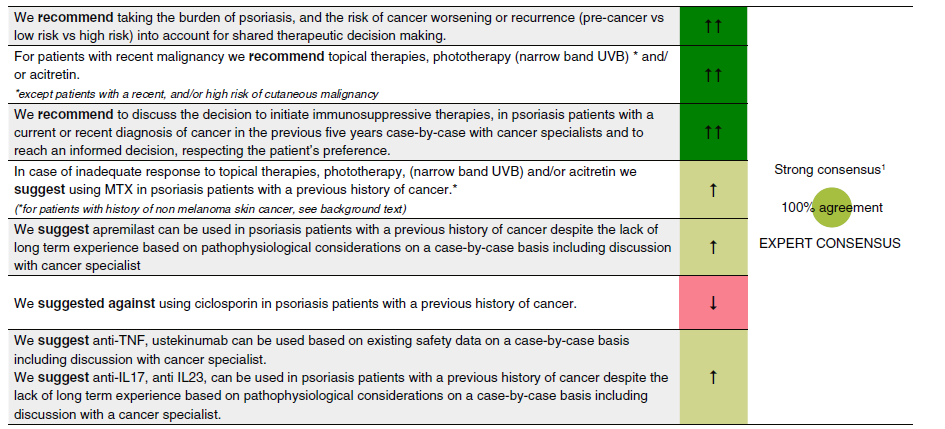 We recommend taking the burden of psoriasis, and the risk of cancer worsening or recurrence (pre-cancer vs
low risk vs high risk) into account for shared therapeutic decision making.
↑↑
For patients with recent malignancy we recommend topical therapies, phototherapy (narrow band UVB) * and/
or acitretin.
*except patients with a recent, and/or high risk of cutaneous malignancy
↑↑
We recommend to discuss the decision to initiate immunosuppressive therapies, in psoriasis patients with a
current or recent diagnosis of cancer in the previous five years case-by-case with cancer specialists and to
reach an informed decision, respecting the patient's preference.
↑↑
In case of inadequate response to topical therapies, phototherapy, (narrow band UVB) and/or acitretin we
suggest using MTX in psoriasis patients with a previous history of cancer.*
(*for patients with history of non melanoma skin cancer, see background text)
↑
We suggest apremilast can be used in psoriasis patients with a previous history of cancer despite the lack of
long term experience based on pathophysiological considerations on a case-by-case basis including discussion
with cancer specialist
↑
We suggested against using ciclosporin in psoriasis patients with a previous history of cancer.
↓
We suggest anti-TNF, ustekinumab can be used based on existing safety data on a case-by-case basis
including discussion with cancer specialist.
We suggest anti-IL17, anti IL23, can be used in psoriasis patients with a previous history of cancer despite the
lack of long term experience based on pathophysiological considerations on a case-by-case basis including
discussion with a cancer specialist.
↑
Strong consensus¹
100% agreement
EXPERT CONSENSUS